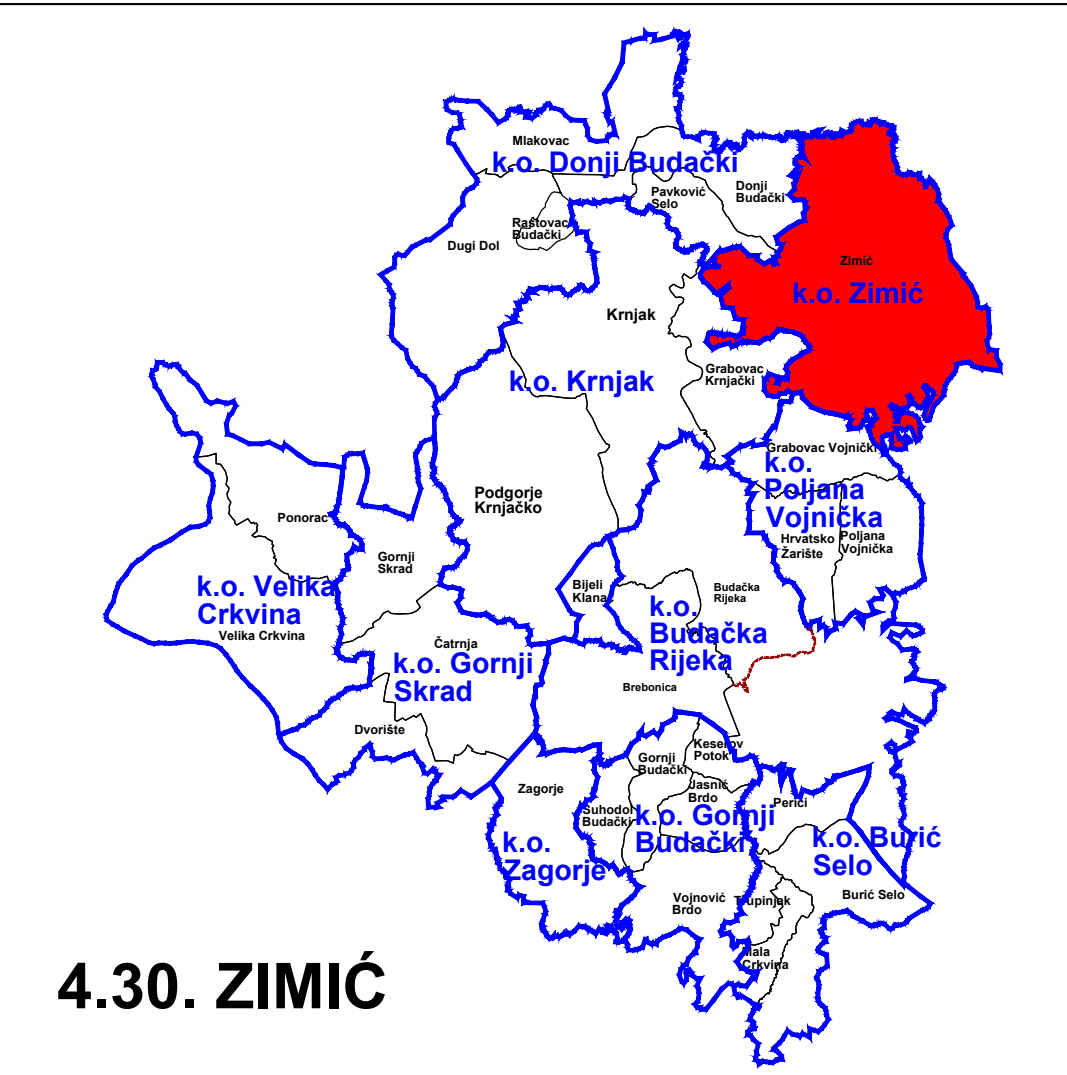 Mlakovac
k.o. Donji Budački
Pavković
Selo
Donji
Budački
Raštovac
Budački
Dugi Dol
Zimić
k.o. Zimić
Krnjak
Grabovac
Krnjački
k.o. Krnjak
Grabovac Vojnički
k.o.
Poljana
Vojnička
Hrvatsko
Žarište
Poljana
Vojnička
Podgorje
Krnjačko
Ponorac
Gornji
Skrad
k.o. Velika
Crkvina
Velika Crkvina
Bijeli
Klanac
Budačka
Rijeka
k.o.
Budačka
Rijeka
Čatrnja
k.o. Gornji
Skrad
Brebonica
Dvorište
Keserov
Potok
Gornji
Budački
Jasnić
Brdo
Zagorje
Suhodol
Budački
k.o. Gornji
Budački
Perići
k.o. Burić
Selo
k.o.
Zagorje
Vojnović
Brdo
Trupinjak
Burić Selo
Mala
Crkvina
4.30. ZIMIĆ